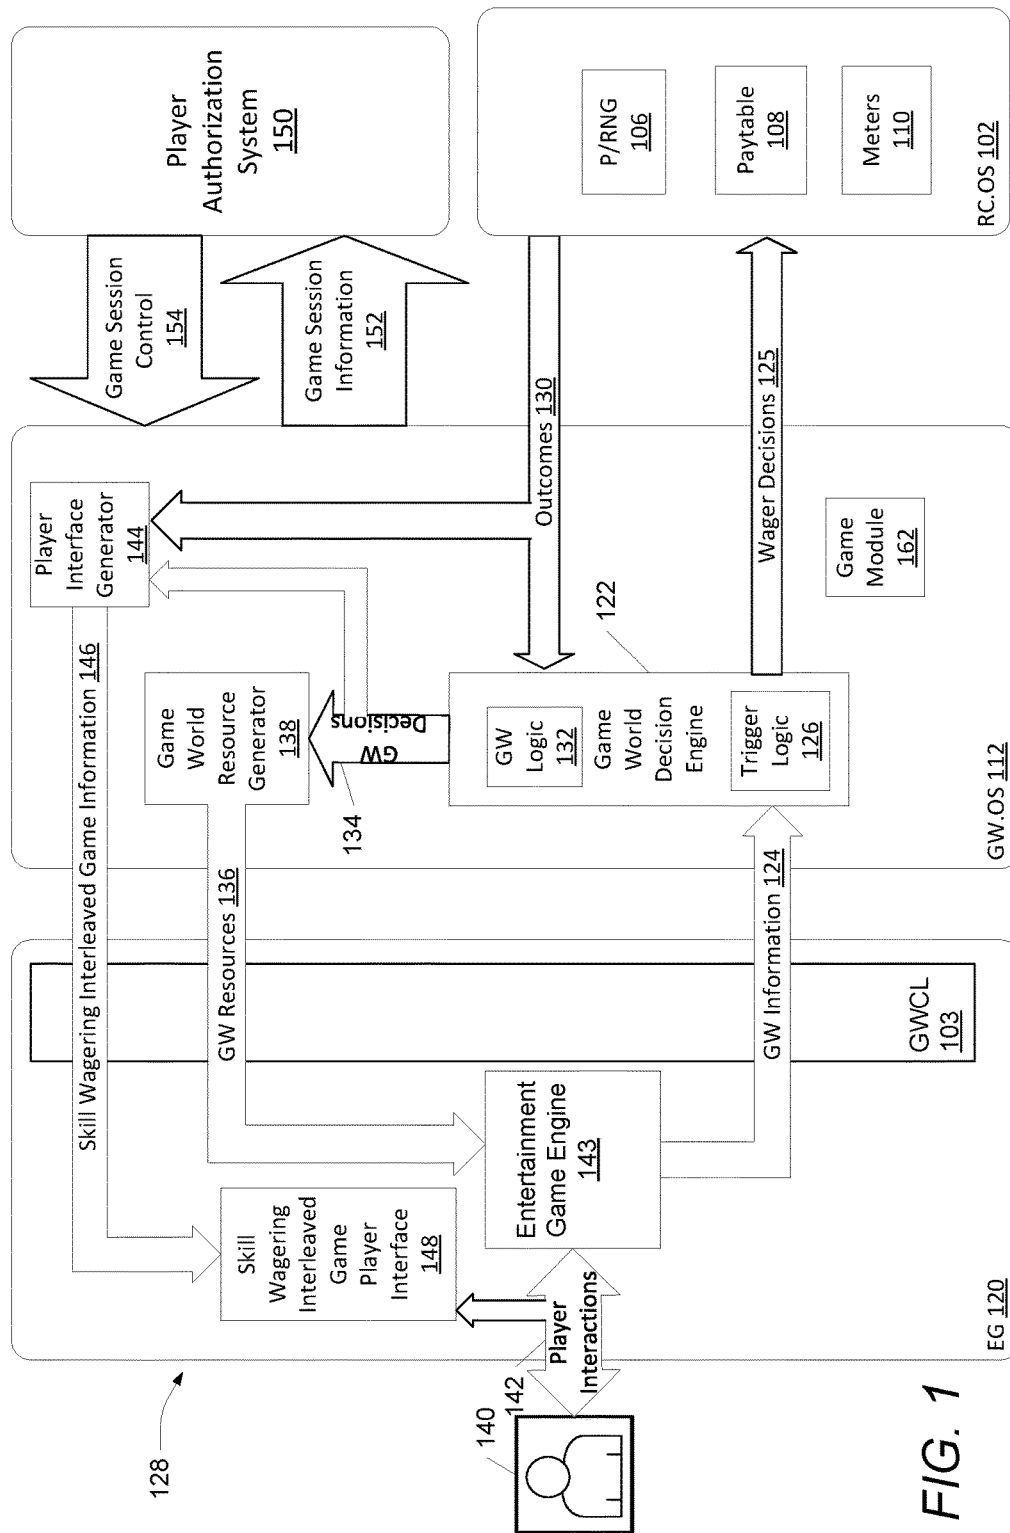 128
140
142
Player
Interactions
EG 120
Skill
Wagering
Interleaved
Game
Player
Interface
148
Entertainment
Game Engine
143
GWCL
103
Skill Wagering Interleaved Game Information 146
GW Resources 136
GW Information 124
GW.OS 112
Game
World
Resource
Generator
138
134
GW
Decisions
Player
Interface
Generator
144
GW
Logic
132
Game
World
Decision
Engine
Trigger
Logic
126
122
Game
Module
162
Outcomes 130
Wager Decisions 125
Game Session
Control
154
Game Session
Information
152
Player
Authorization
System
150
P/RNG
106
Paytable
108
Meters
110
RC.OS 102
FIG. 1